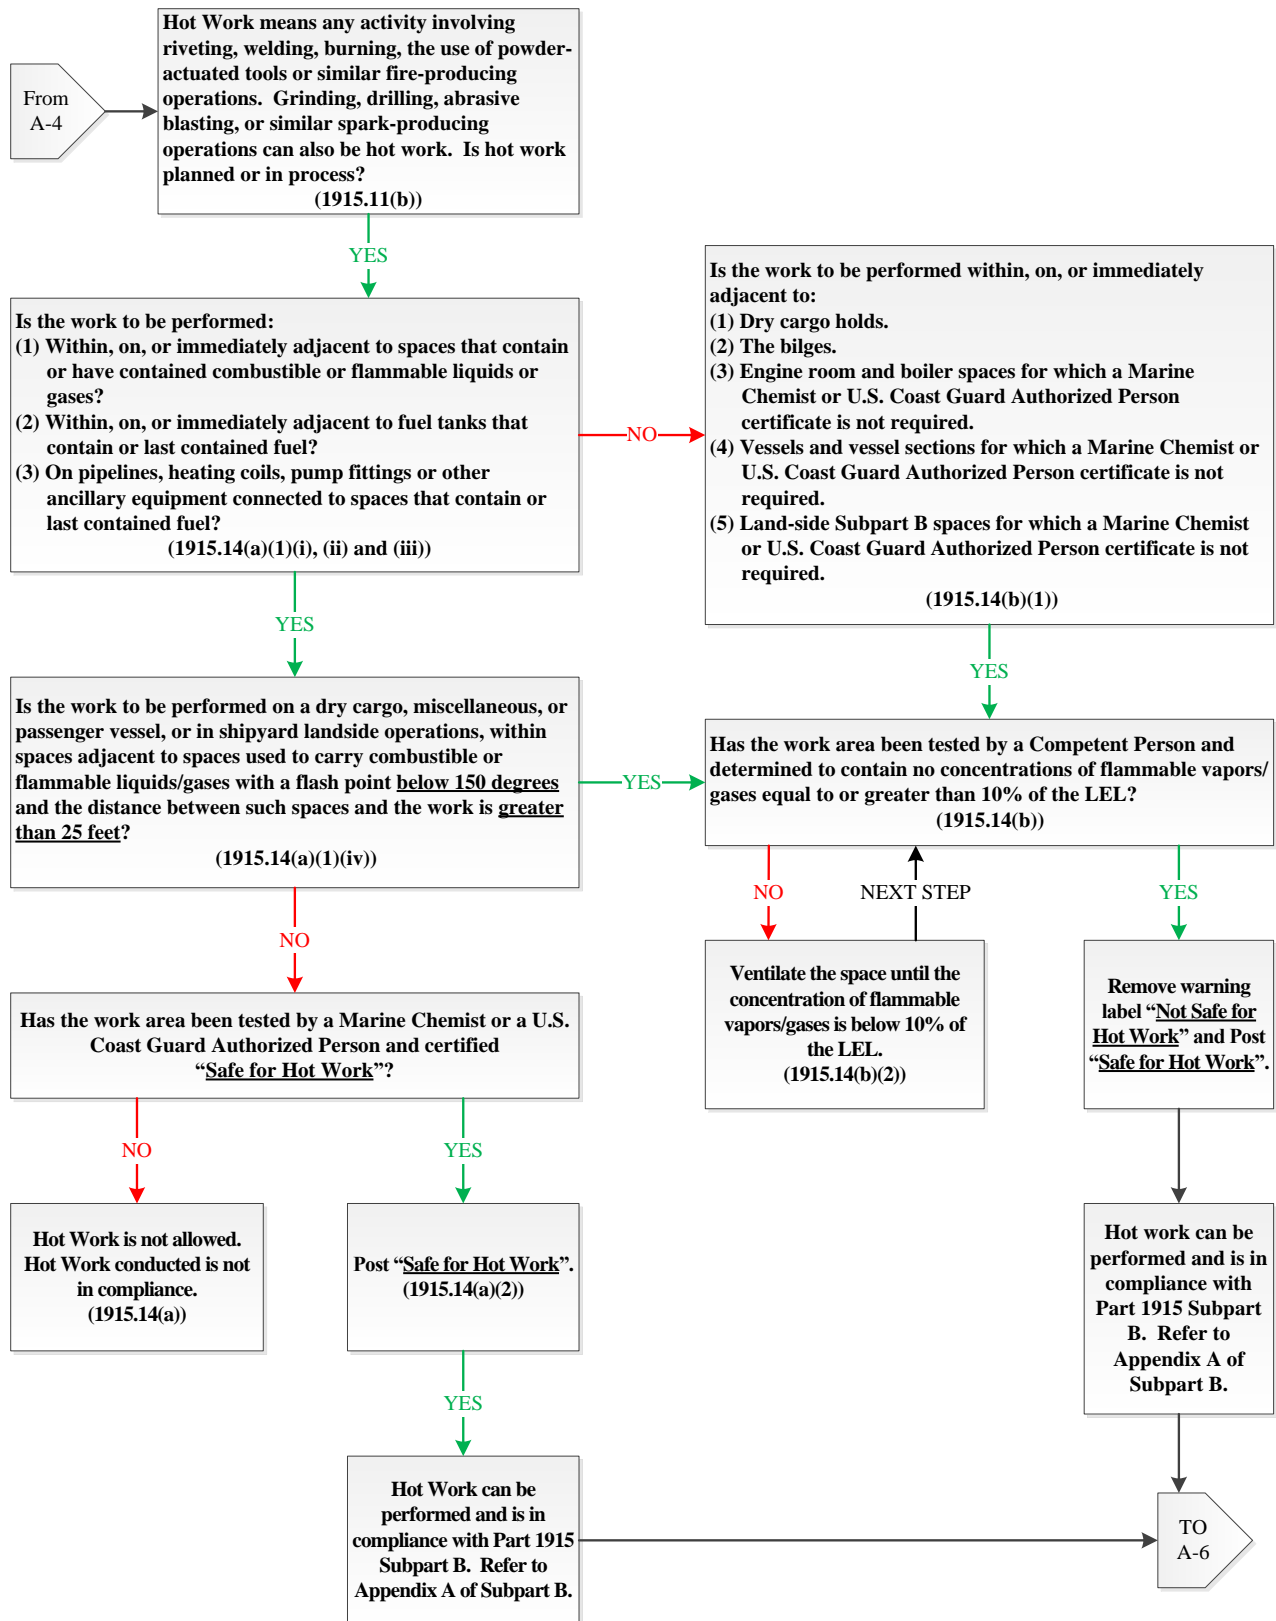 Hot Work means any activity involving
riveting, welding, burning, the use of powder-
actuated tools or similar fire-producing
operations.  Grinding, drilling, abrasive
blasting, or similar spark-producing
operations can also be hot work.  Is hot work
planned or in process?
(1915.11(b))
From
A-4
YES
Is the work to be performed:
(1) Within, on, or immediately adjacent to spaces that contain
or have contained combustible or flammable liquids or
gases?
(2) Within, on, or immediately adjacent to fuel tanks that
contain or last contained fuel?
(3) On pipelines, heating coils, pump fittings or other
ancillary equipment connected to spaces that contain or
last contained fuel?
(1915.14(a)(1)(i), (ii) and (iii))
NO
Is the work to be performed within, on, or immediately
adjacent to:
(1) Dry cargo holds.
(2) The bilges.
(3) Engine room and boiler spaces for which a Marine
Chemist or U.S. Coast Guard Authorized Person
certificate is not required.
(4) Vessels and vessel sections for which a Marine Chemist or
U.S. Coast Guard Authorized Person certificate is not
required.
(5) Land-side Subpart B spaces for which a Marine Chemist
or U.S. Coast Guard Authorized Person certificate is not
required.
(1915.14(b)(1))
YES
YES
Is the work to be performed on a dry cargo, miscellaneous, or
passenger vessel, or in shipyard landside operations, within
spaces adjacent to spaces used to carry combustible or
flammable liquids/gases with a flash point below 150 degrees
and the distance between such spaces and the work is greater
than 25 feet?
(1915.14(a)(1)(iv))
YES
Has the work area been tested by a Competent Person and
determined to contain no concentrations of flammable vapors/
gases equal to or greater than 10% of the LEL?
(1915.14(b))
NO
NEXT STEP
YES
NO
Ventilate the space until the
concentration of flammable
vapors/gases is below 10% of
the LEL.
(1915.14(b)(2))
Remove warning
label “Not Safe for
Hot Work” and Post
“Safe for Hot Work”.
Has the work area been tested by a Marine Chemist or a U.S.
Coast Guard Authorized Person and certified
“Safe for Hot Work”?
NO
YES
Hot Work is not allowed.
Hot Work conducted is not
in compliance.
(1915.14(a))
Post “Safe for Hot Work”.
(1915.14(a)(2))
Hot work can be
performed and is in
compliance with
Part 1915 Subpart
B.  Refer to
Appendix A of
Subpart B.
YES
Hot Work can be
performed and is in
compliance with Part 1915
Subpart B.  Refer to
Appendix A of Subpart B.
TO
A-6